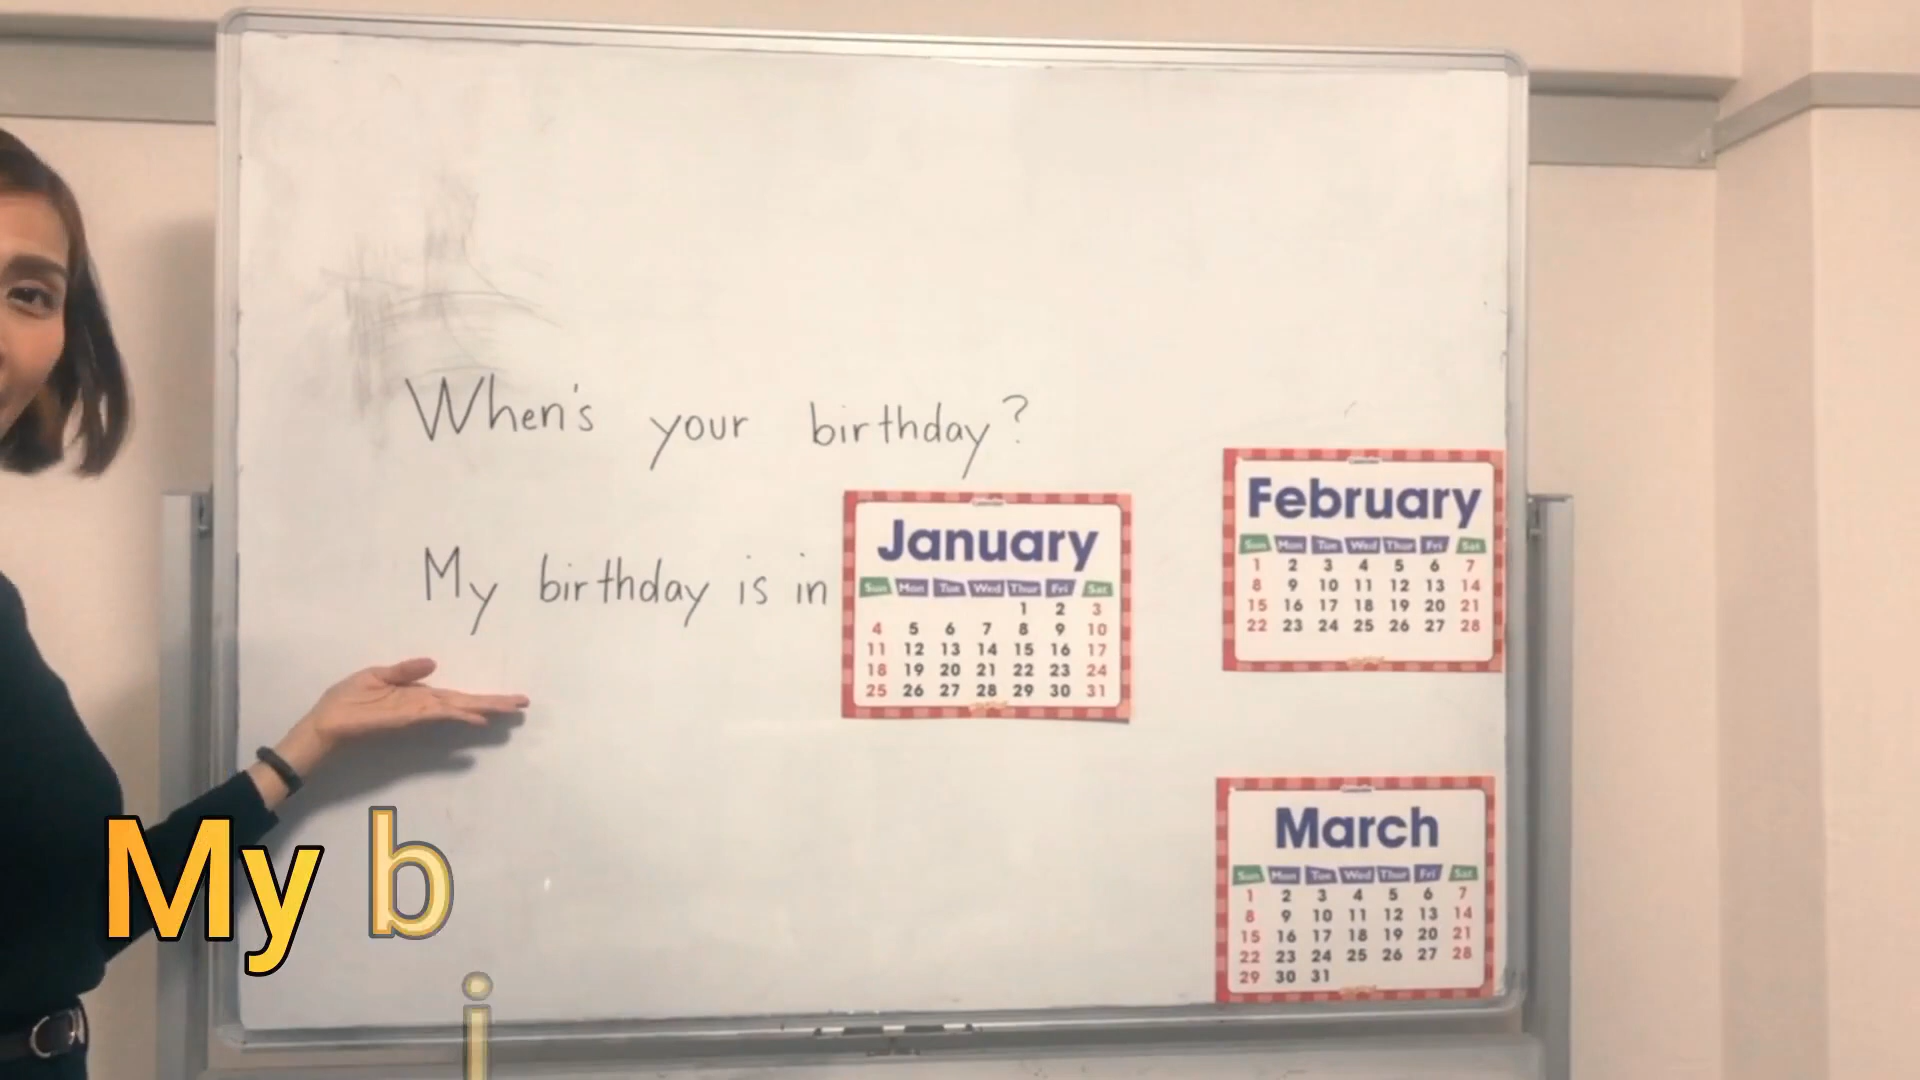 When's your birthday?
My birthday is in
January
Sun Mon Tue Wed Thur Fri Sat
1 2 3
4 5 6 7 8 9 10
11 12 13 14 15 16 17
18 19 20 21 22 23 24
25 26 27 28 29 30 31
February
Sun Mon Tue Wed Thur Fri Sat
1 2 3 4 5 6 7
8 9 10 11 12 13 14
15 16 17 18 19 20 21
22 23 24 25 26 27 28
March
Sun Mon Tue Wed Thur Fri Sat
1 2 3 4 5 6 7
8 9 10 11 12 13 14
15 16 17 18 19 20 21
22 23 24 25 26 27 28
29 30 31
My b
i